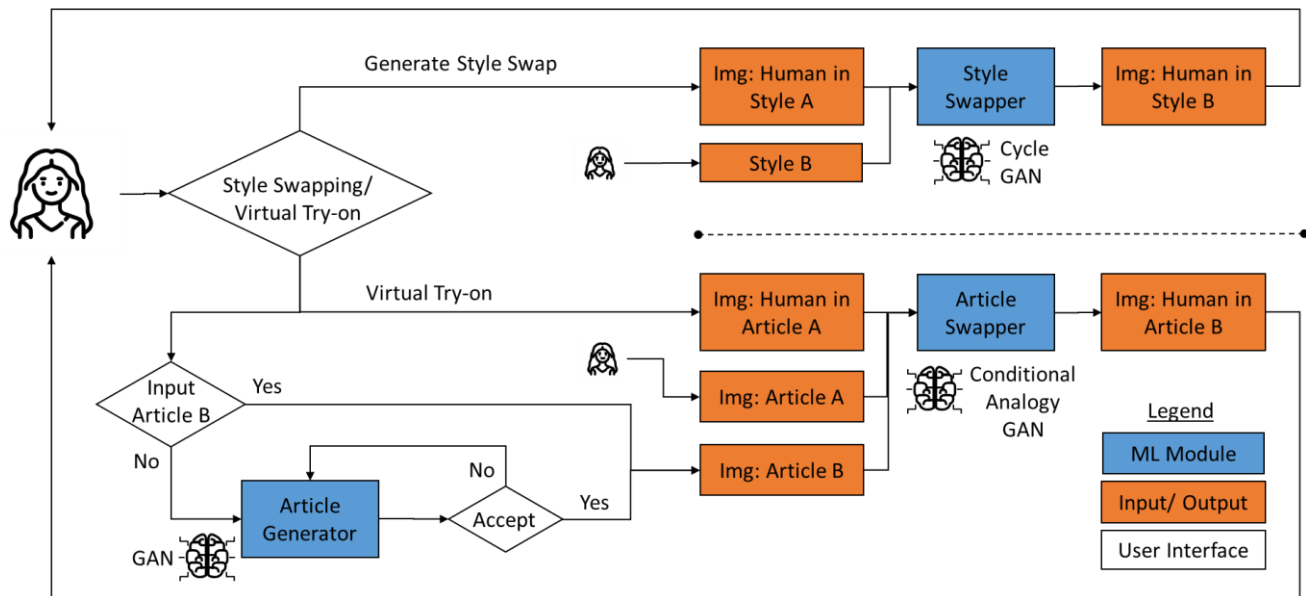 Generate Style Swap
Img: Human in
Style A
Style
Swapper
Img: Human in
Style B
Style B
Cycle
GAN
Style Swapping/
Virtual Try-on
Virtual Try-on
Img: Human in
Article A
Article
Swapper
Img: Human in
Article B
Input
Article B
Yes
Img: Article A
Conditional
Analogy
GAN
No
No
Img: Article B
Article
Generator
Accept
Yes
GAN
Legend
ML Module
Input/ Output
User Interface